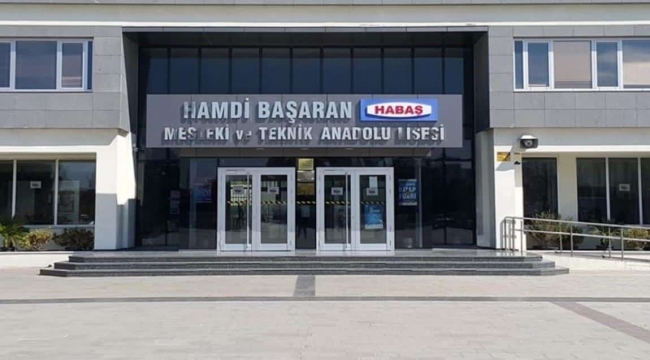 HAMDİ BAŞARAN HABAŞ
MESLEKİ ve TEKNİK ANADOLU LİSESİ